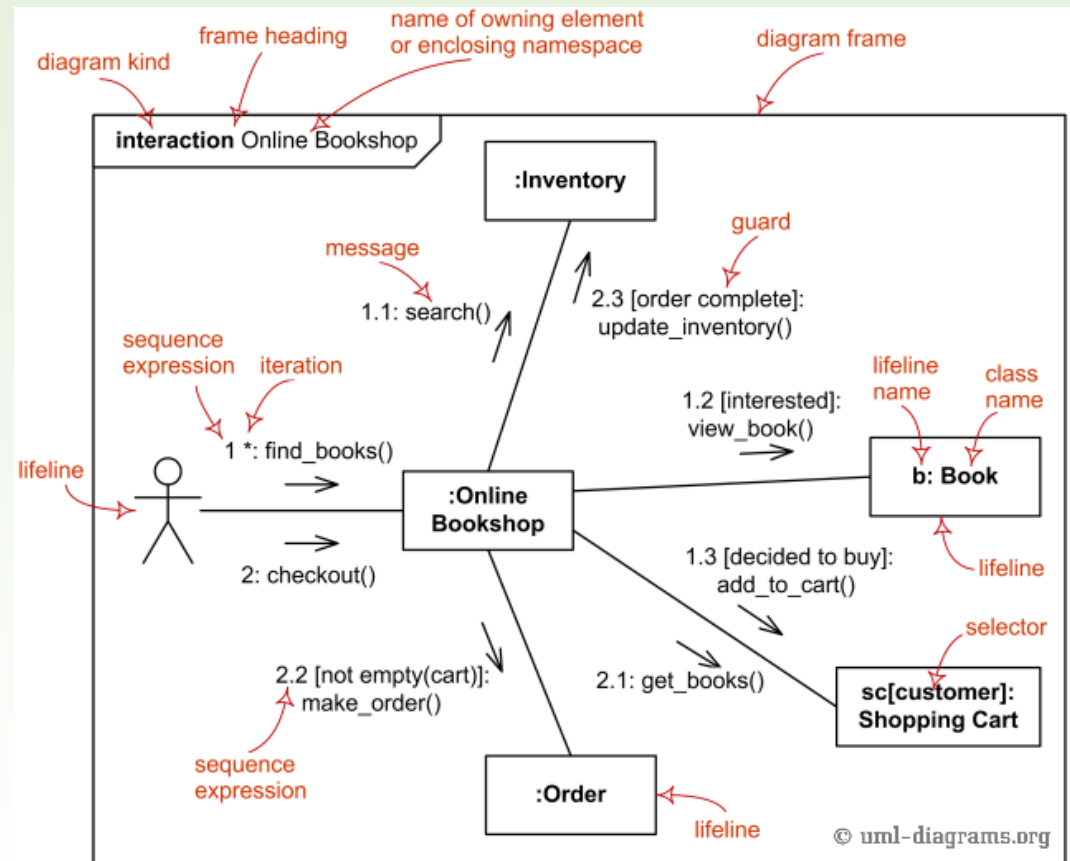 name of owning element
or enclosing namespace
frame heading
diagram frame
diagram kind
interaction Online Bookshop
:Inventory
guard
message
1.1: search()
2.3 [order complete]:
update_inventory()
sequence
expression
iteration
lifeline
name
class
name
1.2 [interested]:
view_book()
1 *: find_books()
lifeline
:Online
Bookshop
b: Book
2: checkout()
1.3 [decided to buy]:
add_to_cart()
lifeline
selector
2.2 [not empty(cart)]:
make_order()
2.1: get_books()
sc[customer]:
Shopping Cart
sequence
expression
:Order
lifeline
© uml-diagrams.org